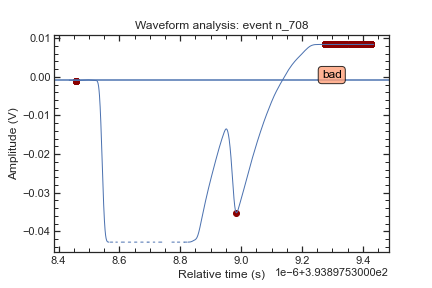 Waveform analysis: event n_708
0.01
0.00
−0.01
−0.02
−0.03
−0.04
Amplitude (V)
bad
8.4 8.6 8.8 9.0 9.2 9.4
Relative time (s)
1e−6+3.9389753000e2